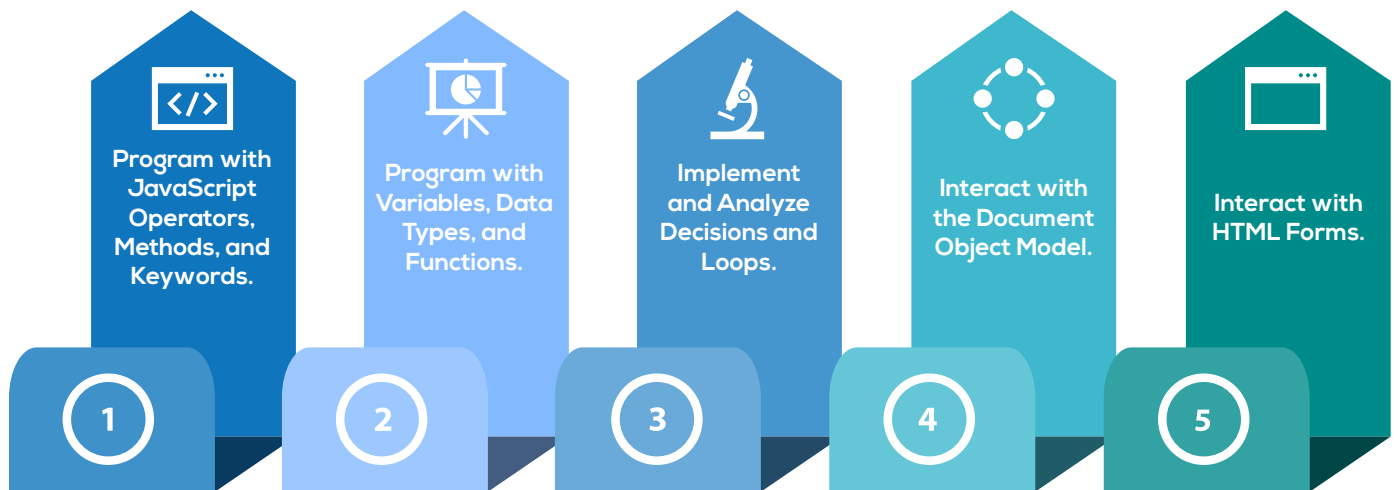 Program with
JavaScript
Operators,
Methods, and
Keywords.
1
Program with
Variables, Data
Types, and
Functions.
2
Implement
and Analyze
Decisions and
Loops.
3
Interact with
the Document
Object Model.
4
Interact with
HTML Forms.
5